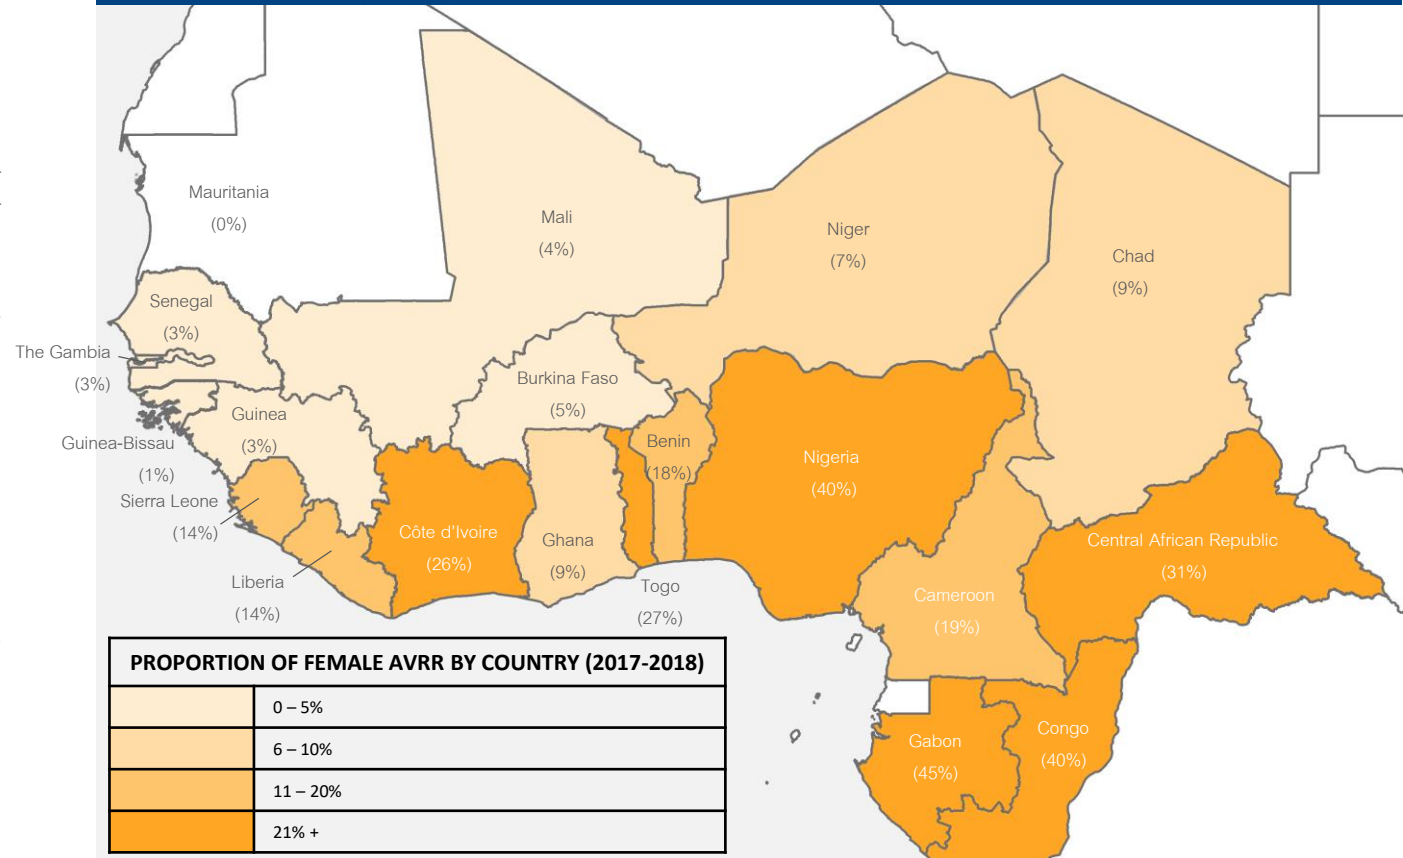 Mauritania
(0%)
Mali
(4%)
Niger
(7%)
Chad
(9%)
Senegal
(3%)
The Gambia
(3%)
Burkina Faso
(5%)
Guinea
(3%)
Guinea-Bissau
(1%)
Benin
(18%)
Nigeria
(40%)
Sierra Leone
(14%)
Côte d'Ivoire
(26%)
Ghana
(9%)
Central African Republic
(31%)
Liberia
(14%)
Togo
(27%)
Cameroon
(19%)
Gabon
(45%)
Congo
(40%)
PROPORTION OF FEMALE AVRR BY COUNTRY (2017-2018)
0 – 5%
6 – 10%
11 – 20%
21% +